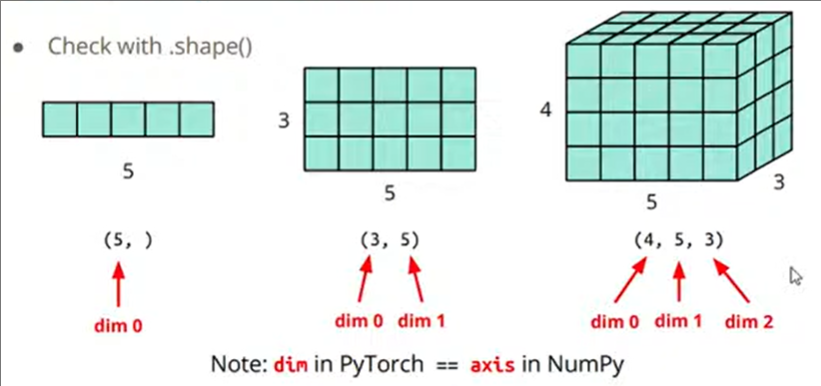 ● Check with .shape()
5
(5, )
dim 0
3
5
(3, 5)
dim 0 dim 1
4
5
3
(4, 5, 3)
dim 0 dim 1 dim 2
Note: dim in PyTorch == axis in NumPy